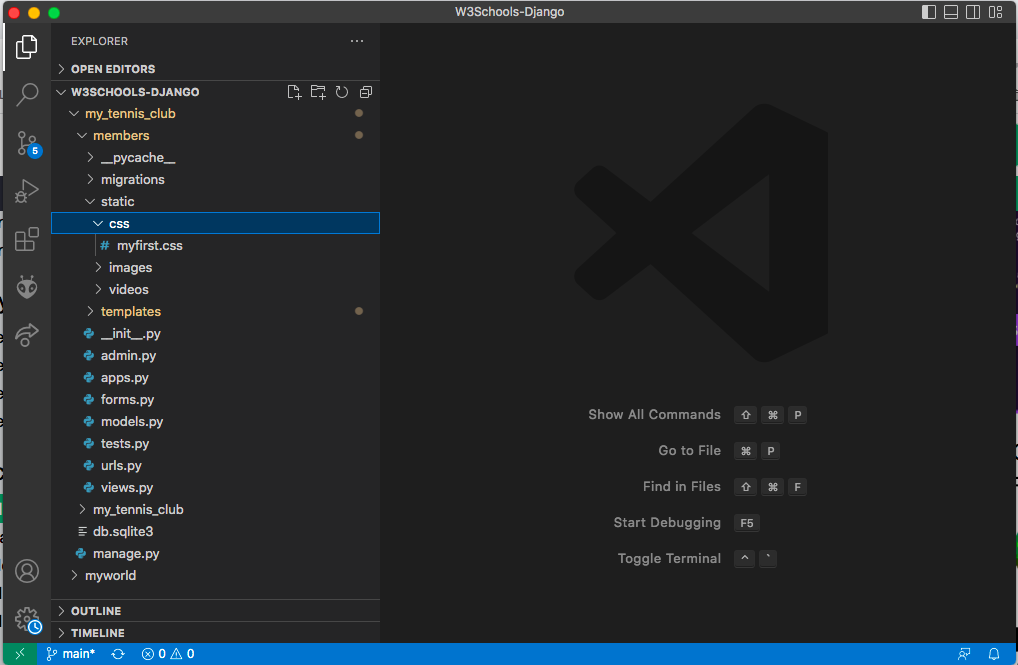 W3Schools-Django
EXPLORER
OPEN EDITORS
W3SCHOOLS-DJANGO
my_tennis_club
members
__pycache__
migrations
static
css
# myfirst.css
images
videos
templates
__init__.py
admin.py
apps.py
forms.py
models.py
tests.py
urls.py
views.py
my_tennis_club
db.sqlite3
manage.py
myworld
OUTLINE
TIMELINE
5
Show All Commands ⇧ ⌘ P
Go to File ⌘ P
Find in Files ⇧ ⌘ F
Start Debugging F5
Toggle Terminal ^ `
main* 0 0